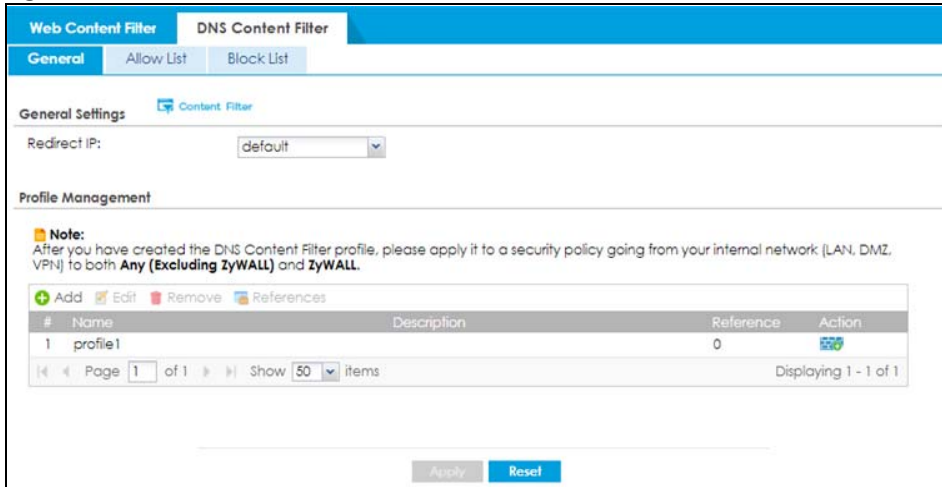 Web Content Filter DNS Content Filter
General Allow List Block List
General Settings Content Filter
Redirect IP: default
Profile Management
Note:
After you have created the DNS Content Filter profile, please apply it to a security policy going from your internal network (LAN, DMZ,
VPN) to both Any (Excluding ZyWALL) and ZyWALL.
Add Edit Remove References
# Name Description Reference Action
1 profile1 0
Page 1 of 1 Show 50 items Displaying 1 - 1 of 1
Apply Reset